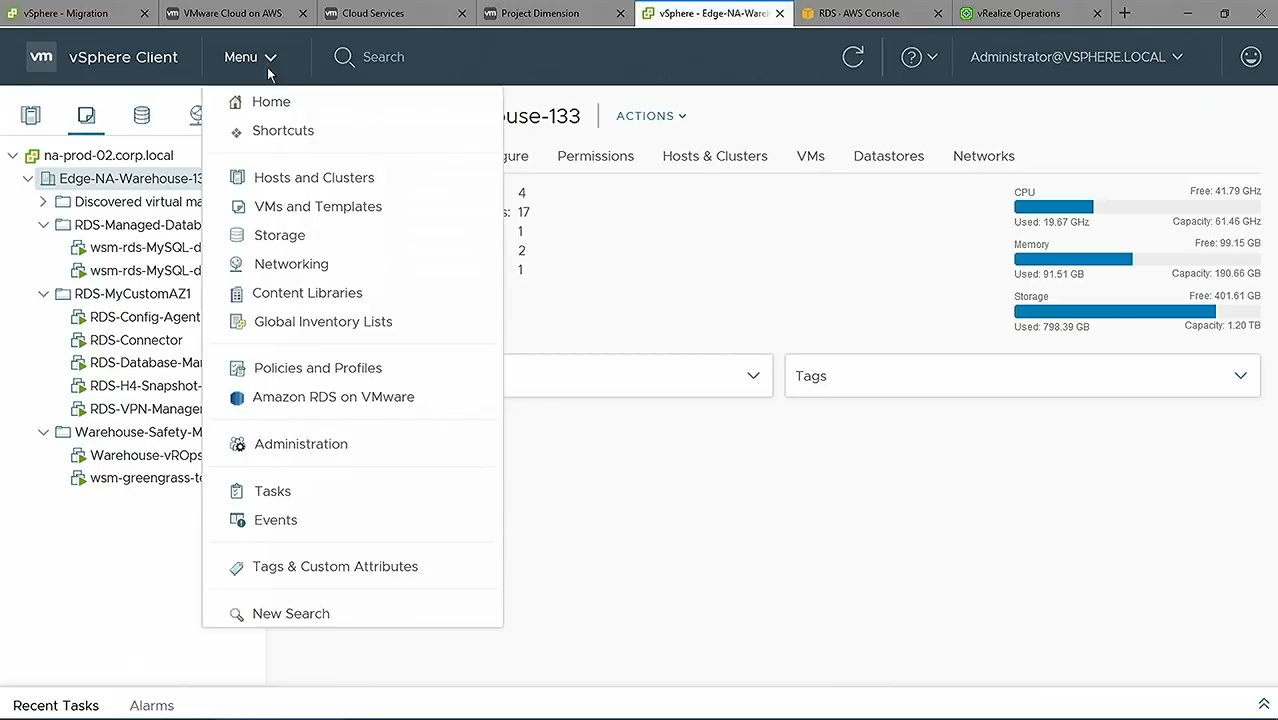 vSphere - Migration
VMware Cloud on AWS
Cloud Services
Project Dimension
vSphere - Edge-NA-Wareh
RDS · AWS Console
vRealize Operations
vm
vSphere Client
Menu
Search
Administrator@VSPHERE.LOCAL
Home
Shortcuts
Hosts and Clusters
VMs and Templates
Storage
Networking
Content Libraries
Global Inventory Lists
Policies and Profiles
Amazon RDS on VMware
Administration
Tasks
Events
Tags & Custom Attributes
New Search
na-prod-02.corp.local
Edge-NA-Warehouse-13
Discovered virtual ma
RDS-Managed-Datab
wsm-rds-MySQL-d
wsm-rds-MySQL-d
RDS-MyCustomAZ1
RDS-Config-Agent
RDS-Connector
RDS-Database-Mar
RDS-H4-Snapshot-
RDS-VPN-Manager
Warehouse-Safety-M
Warehouse-vROps
wsm-greengrass-te
use-133
ACTIONS
gure
Permissions
Hosts & Clusters
VMs
Datastores
Networks
4
s: 17
1
2
1
CPU
Free: 41.79 GHz
Used: 19.67 GHz
Capacity: 61.46 GHz
Memory
Free: 99.15 GB
Used: 91.51 GB
Capacity: 190.66 GB
Storage
Free: 401.61 GB
Used: 798.39 GB
Capacity: 1.20 TB
Tags
Recent Tasks
Alarms